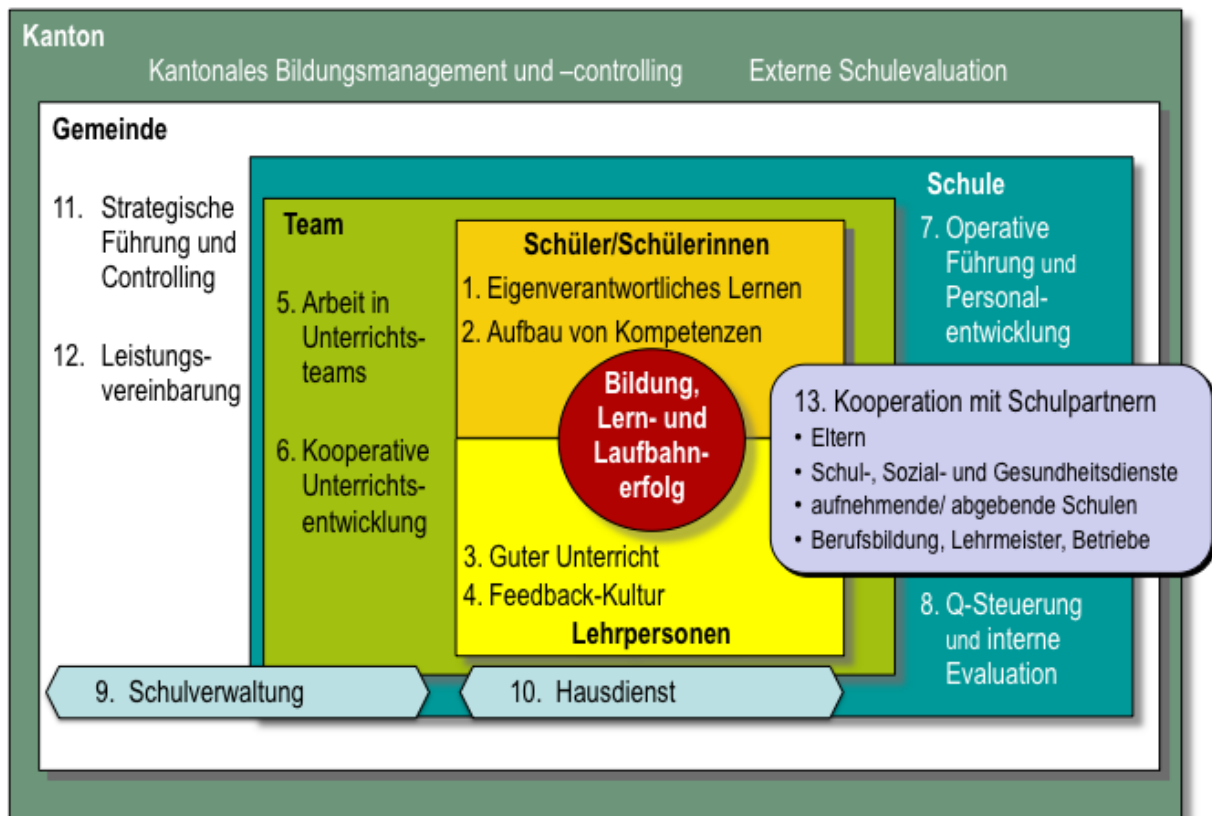 Kanton
Kantonales Bildungsmanagement und –controlling
Externe Schulevaluation
Gemeinde
11. Strategische
Führung und
Controlling
12. Leistungs-
vereinbarung
Team
5. Arbeit in
Unterrichts-
teams
6. Kooperative
Unterrichts-
entwicklung
Schüler/Schülerinnen
1. Eigenverantwortliches Lernen
2. Aufbau von Kompetenzen
Bildung,
Lern- und
Laufbahn-
erfolg
3. Guter Unterricht
4. Feedback-Kultur
Lehrpersonen
Schule
7. Operative
Führung und
Personal-
entwicklung
13. Kooperation mit Schulpartnern
• Eltern
• Schul-, Sozial- und Gesundheitsdienste
• aufnehmende/ abgebende Schulen
• Berufsbildung, Lehrmeister, Betriebe
8. Q-Steuerung
und interne
Evaluation
9. Schulverwaltung
10. Hausdienst